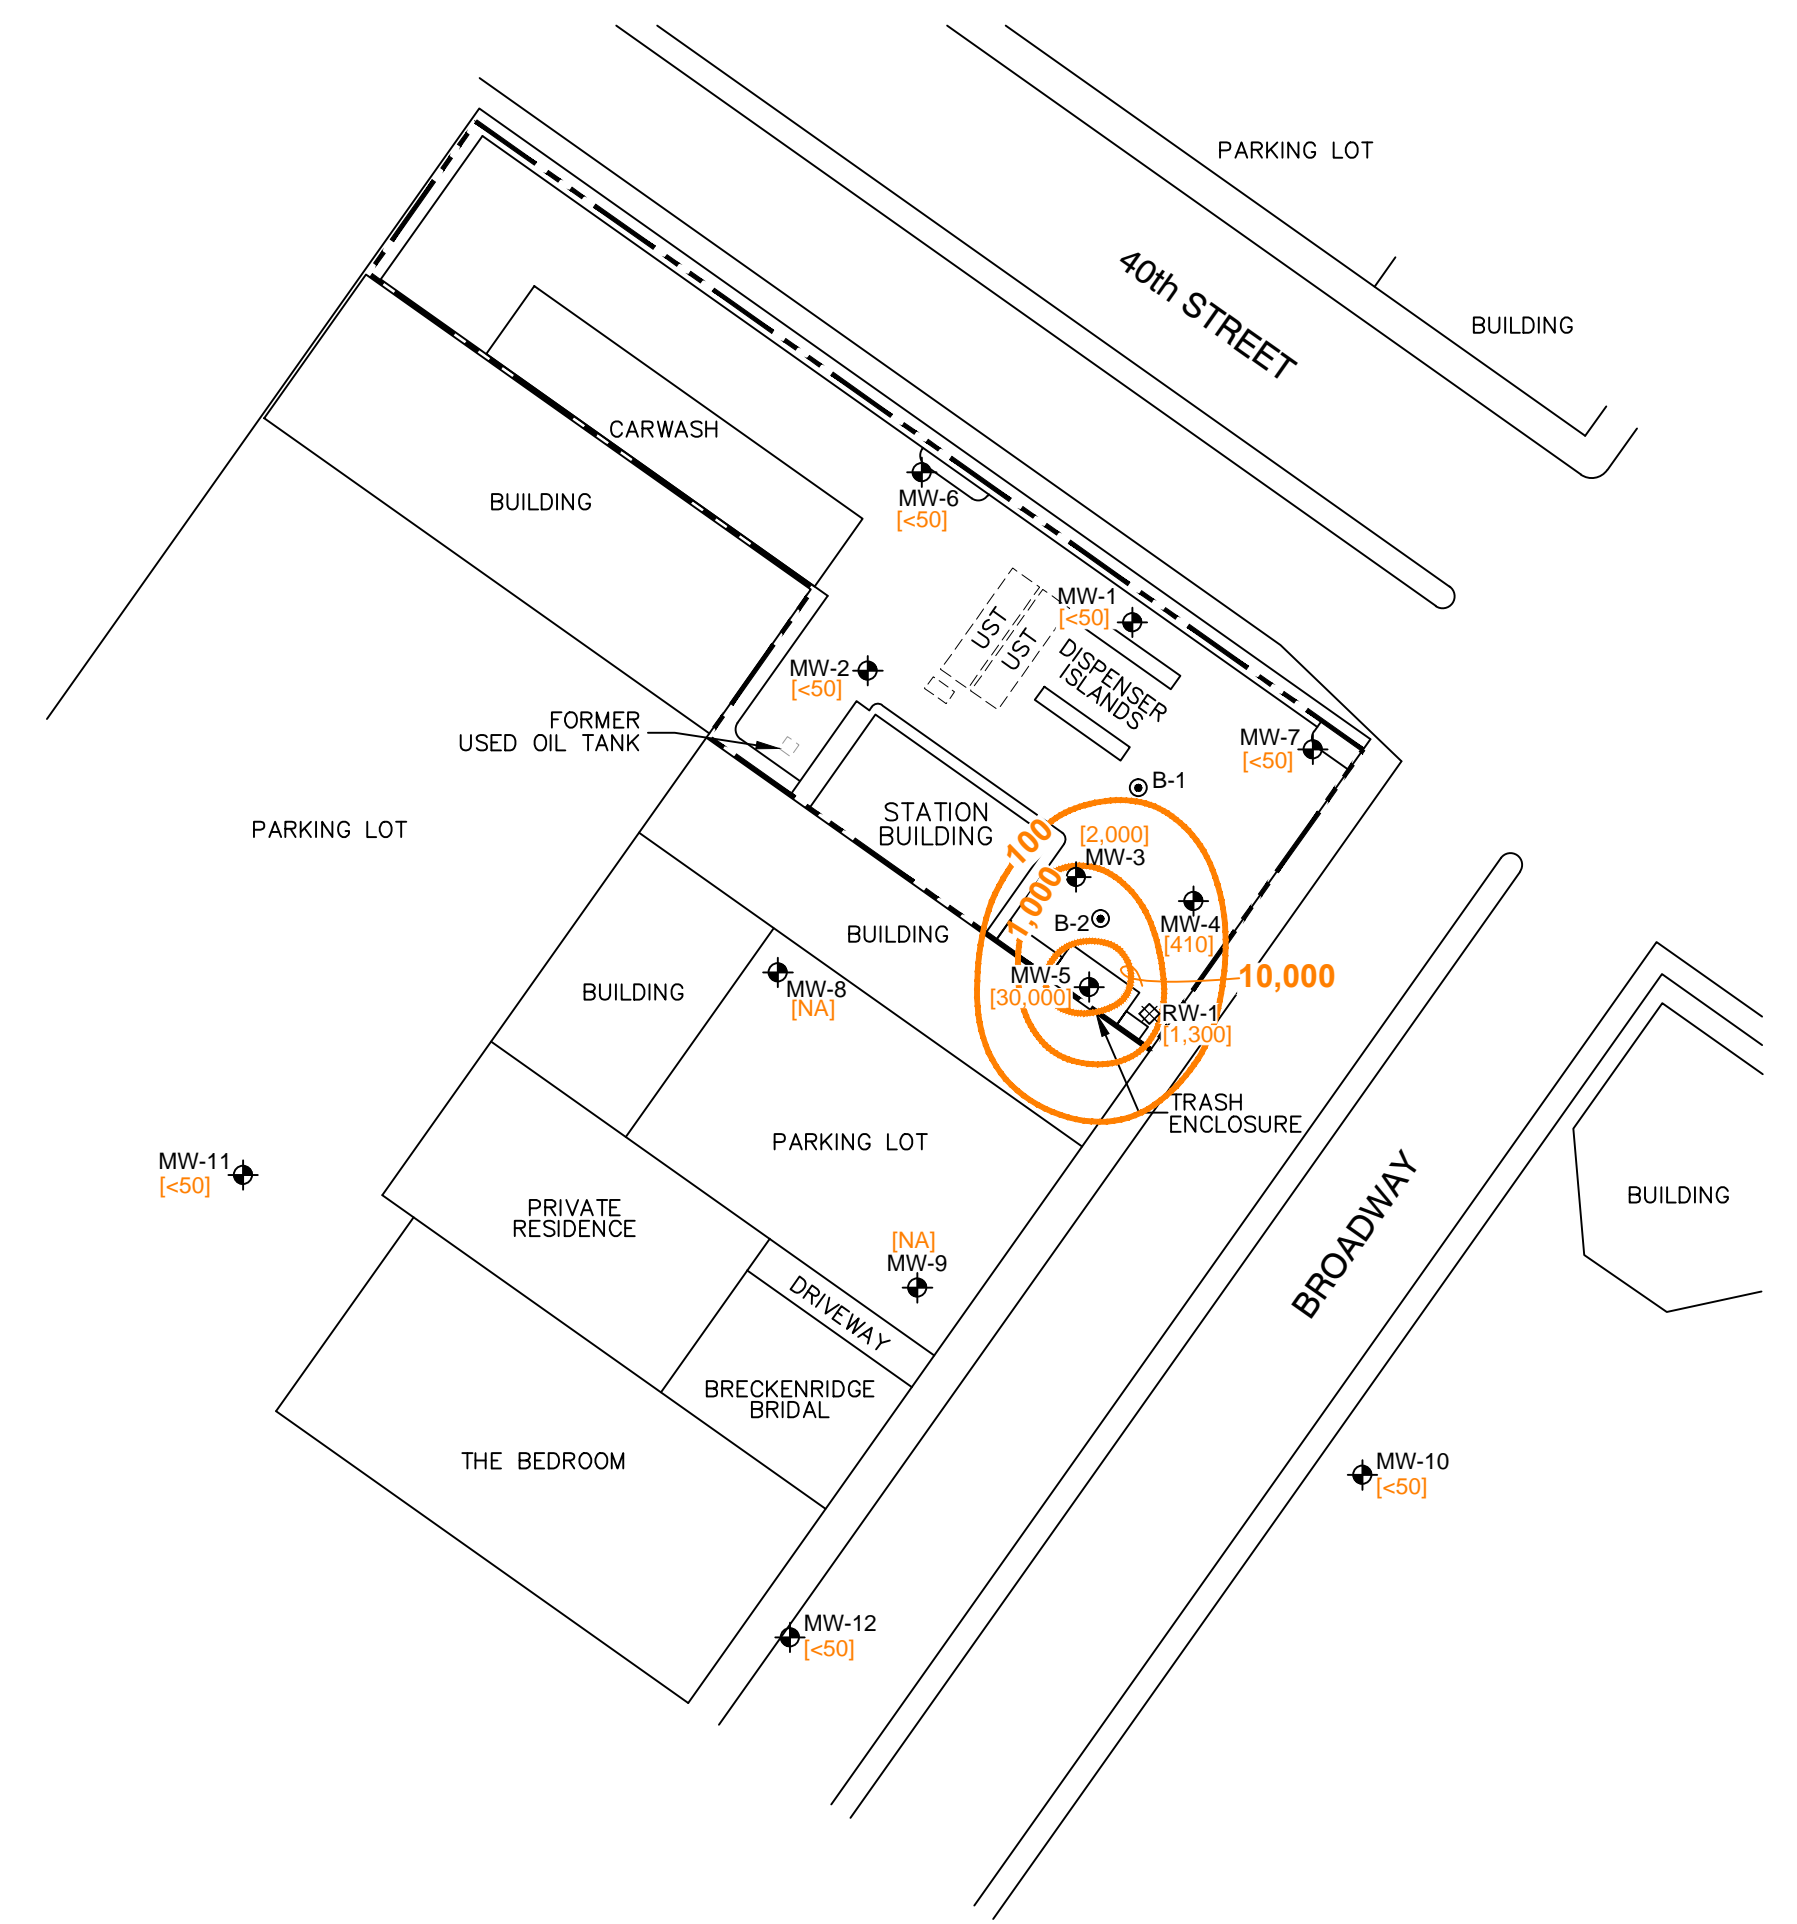 PARKING LOT
40th STREET
BUILDING
CARWASH
BUILDING
MW-6
[<50]
MW-1
[<50]
UST
UST
DISPENSER
ISLANDS
MW-2
[<50]
FORMER
USED OIL TANK
MW-7
[<50]
B-1
STATION
BUILDING
PARKING LOT
100
[2,000]
MW-3
1,000
B-2
MW-4
[410]
BUILDING
MW-5
[30,000]
10,000
BUILDING
MW-8
[NA]
RW-1
[1,300]
TRASH
ENCLOSURE
PARKING LOT
MW-11
[<50]
BROADWAY
BUILDING
PRIVATE
RESIDENCE
[NA]
MW-9
DRIVEWAY
BRECKENRIDGE
BRIDAL
THE BEDROOM
MW-10
[<50]
MW-12
[<50]